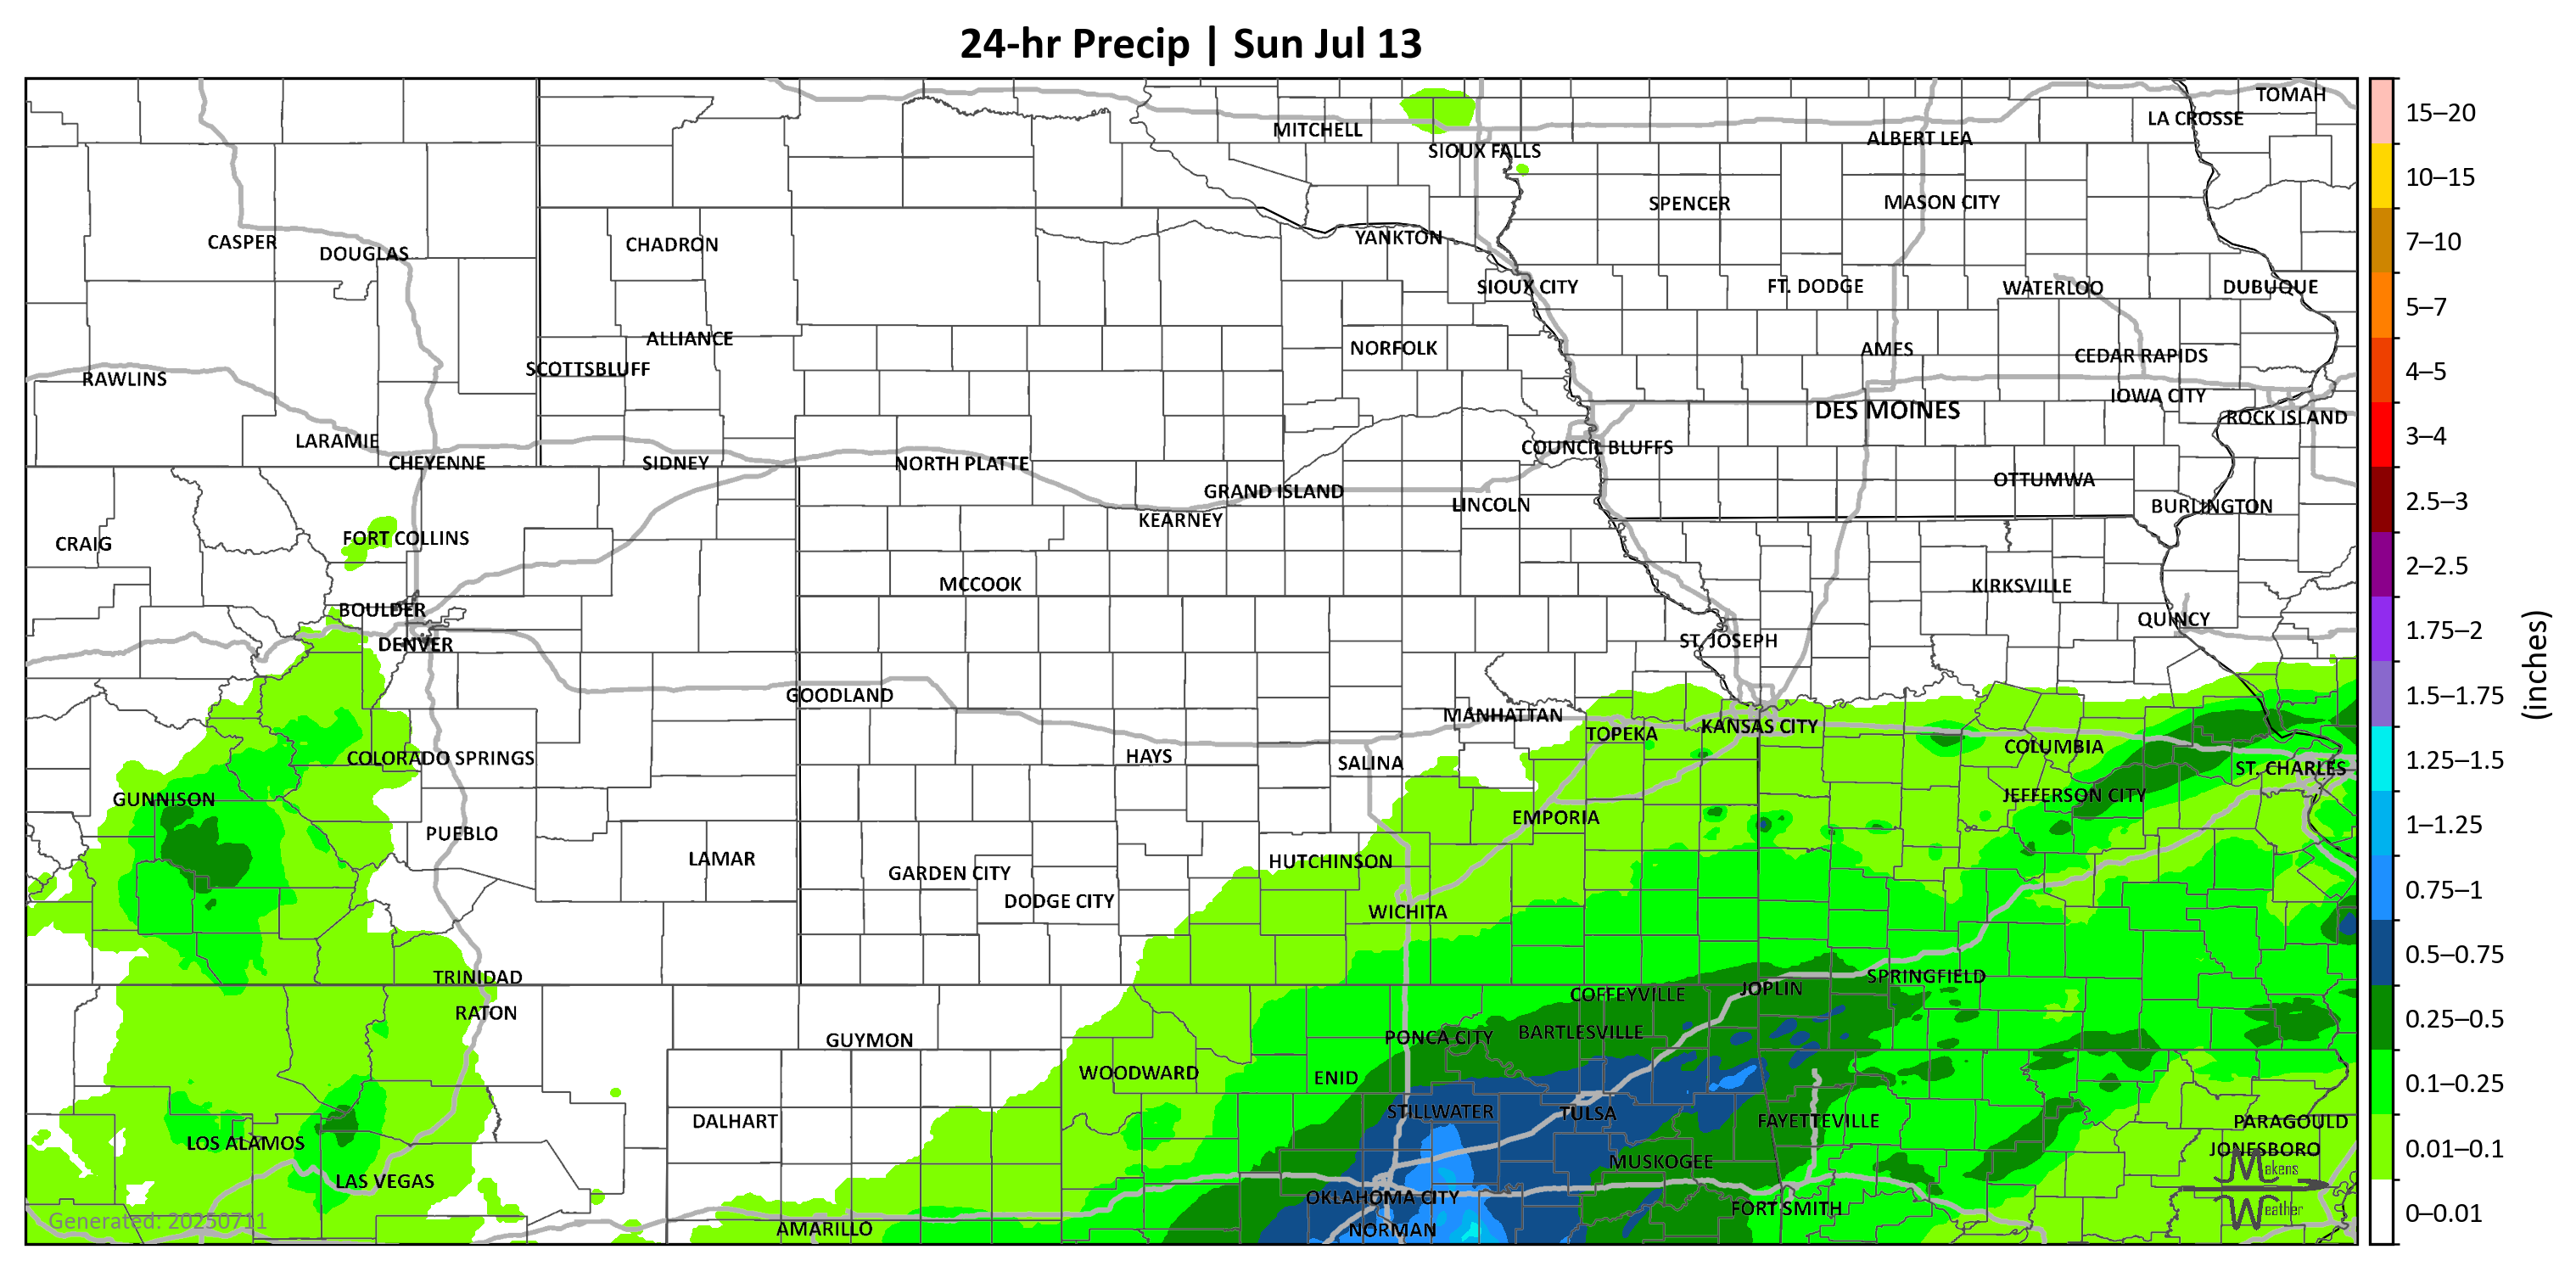 24-hr Precip | Sun Jul 13
TOMAH
LA CROSSE
MITCHELL
ALBERT LEA
SIOUX FALLS
SPENCER
MASON CITY
CASPER
DOUGLAS
CHADRON
YANKTON
SIOUX CITY
FT. DODGE
WATERLOO
DUBUQUE
ALLIANCE
NORFOLK
AMES
CEDAR RAPIDS
SCOTTSBLUFF
RAWLINS
IOWA CITY
DES MOINES
ROCK ISLAND
LARAMIE
COUNCIL BLUFFS
CHEYENNE
SIDNEY
NORTH PLATTE
OTTUMWA
GRAND ISLAND
LINCOLN
BURLINGTON
KEARNEY
CRAIG
FORT COLLINS
MCCOOK
KIRKSVILLE
BOULDER
QUINCY
DENVER
ST. JOSEPH
GOODLAND
MANHATTAN
TOPEKA
KANSAS CITY
COLUMBIA
COLORADO SPRINGS
HAYS
SALINA
ST. CHARLES
GUNNISON
JEFFERSON CITY
EMPORIA
PUEBLO
LAMAR
HUTCHINSON
GARDEN CITY
DODGE CITY
WICHITA
TRINIDAD
SPRINGFIELD
COFFEYVILLE
JOPLIN
RATON
GUYMON
PONCA CITY
BARTLESVILLE
WOODWARD
ENID
STILLWATER
TULSA
DALHART
FAYETTEVILLE
PARAGOULD
LOS ALAMOS
JONESBORO
MUSKOGEE
LAS VEGAS
OKLAHOMA CITY
FORT SMITH
AMARILLO
NORMAN
Makens
Weather
Generated: 20250711
15–20
10–15
7–10
5–7
4–5
3–4
2.5–3
2–2.5
1.75–2
1.5–1.75
1.25–1.5
1–1.25
0.75–1
0.5–0.75
0.25–0.5
0.1–0.25
0.01–0.1
0–0.01
(inches)